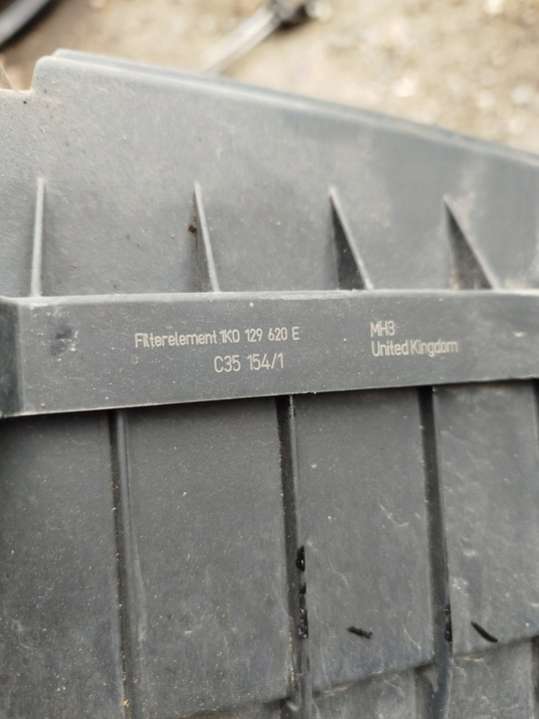 Filterelement 1K0 129 620 E
C35 154/1
MH3
United Kingdom